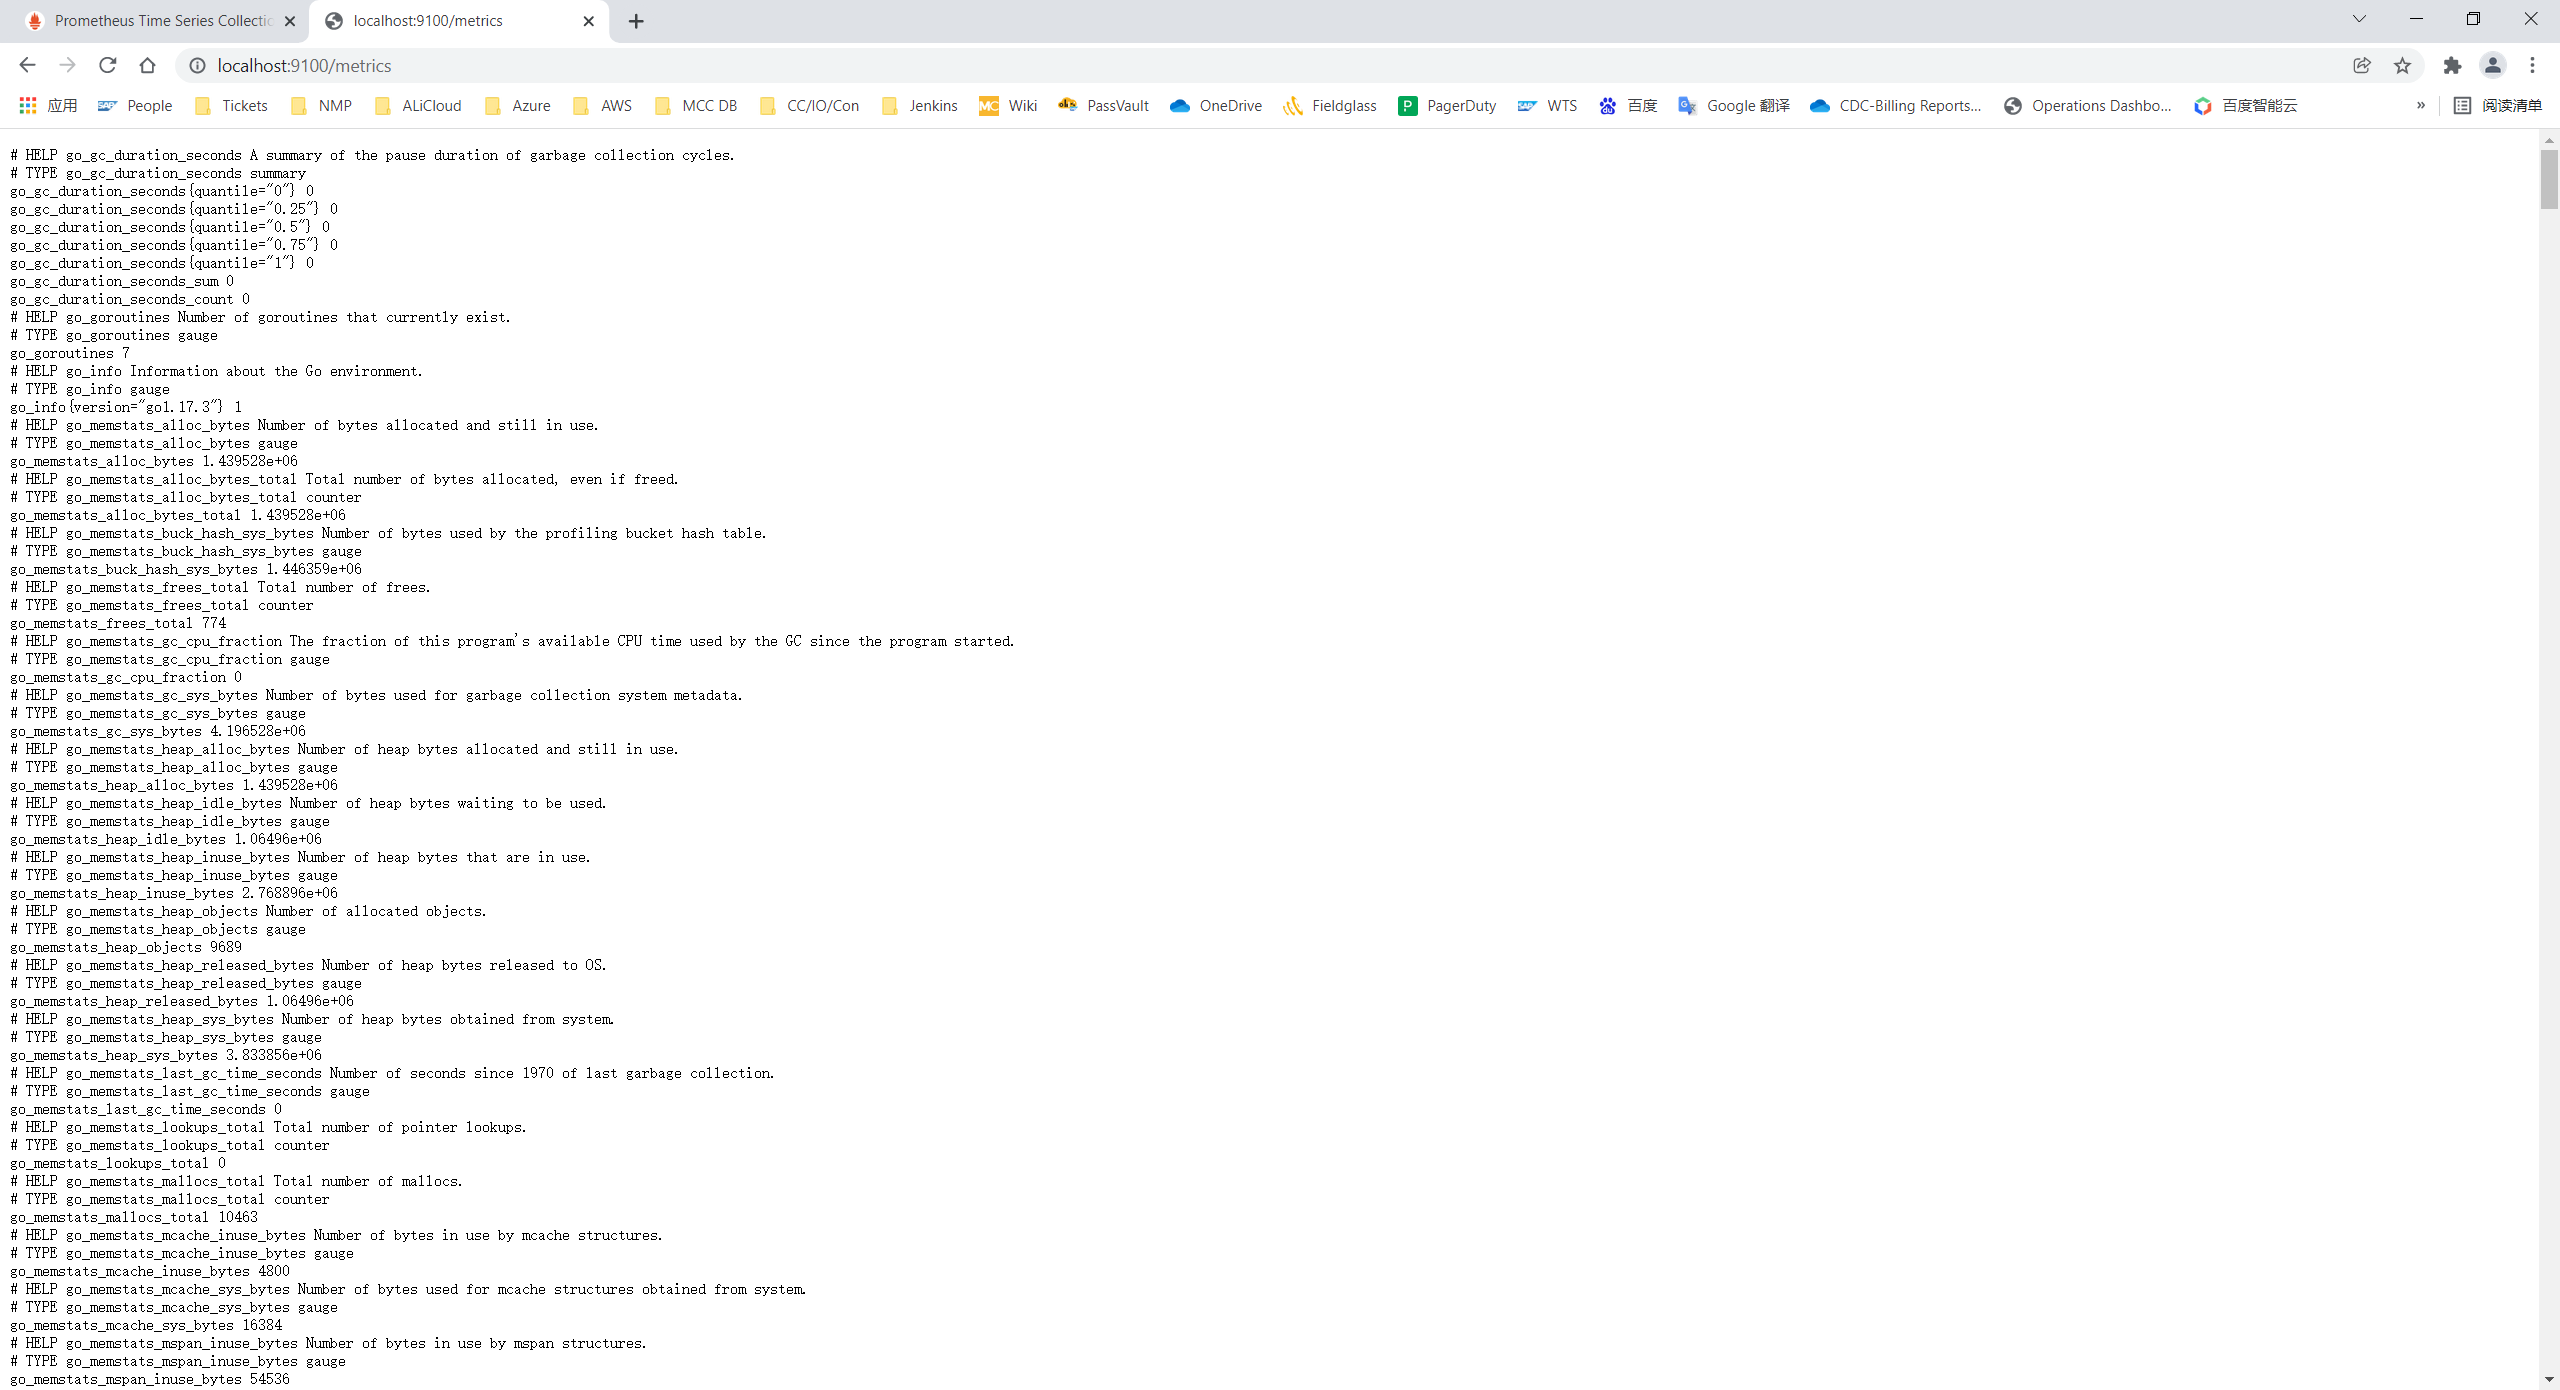 Prometheus Time Series Collectio
localhost:9100/metrics
localhost:9100/metrics
应用 People Tickets NMP ALiCloud Azure AWS MCC DB CC/IO/Con Jenkins Wiki PassVault OneDrive Fieldglass PagerDuty WTS 百度 Google 翻译 CDC-Billing Reports... Operations Dashbo... 百度智能云 » 阅读清单
# HELP go_gc_duration_seconds A summary of the pause duration of garbage collection cycles.
# TYPE go_gc_duration_seconds summary
go_gc_duration_seconds{quantile="0"} 0
go_gc_duration_seconds{quantile="0.25"} 0
go_gc_duration_seconds{quantile="0.5"} 0
go_gc_duration_seconds{quantile="0.75"} 0
go_gc_duration_seconds{quantile="1"} 0
go_gc_duration_seconds_sum 0
go_gc_duration_seconds_count 0
# HELP go_goroutines Number of goroutines that currently exist.
# TYPE go_goroutines gauge
go_goroutines 7
# HELP go_info Information about the Go environment.
# TYPE go_info gauge
go_info{version="go1.17.3"} 1
# HELP go_memstats_alloc_bytes Number of bytes allocated and still in use.
# TYPE go_memstats_alloc_bytes gauge
go_memstats_alloc_bytes 1.439528e+06
# HELP go_memstats_alloc_bytes_total Total number of bytes allocated, even if freed.
# TYPE go_memstats_alloc_bytes_total counter
go_memstats_alloc_bytes_total 1.439528e+06
# HELP go_memstats_buck_hash_sys_bytes Number of bytes used by the profiling bucket hash table.
# TYPE go_memstats_buck_hash_sys_bytes gauge
go_memstats_buck_hash_sys_bytes 1.446359e+06
# HELP go_memstats_frees_total Total number of frees.
# TYPE go_memstats_frees_total counter
go_memstats_frees_total 774
# HELP go_memstats_gc_cpu_fraction The fraction of this program's available CPU time used by the GC since the program started.
# TYPE go_memstats_gc_cpu_fraction gauge
go_memstats_gc_cpu_fraction 0
# HELP go_memstats_gc_sys_bytes Number of bytes used for garbage collection system metadata.
# TYPE go_memstats_gc_sys_bytes gauge
go_memstats_gc_sys_bytes 4.196528e+06
# HELP go_memstats_heap_alloc_bytes Number of heap bytes allocated and still in use.
# TYPE go_memstats_heap_alloc_bytes gauge
go_memstats_heap_alloc_bytes 1.439528e+06
# HELP go_memstats_heap_idle_bytes Number of heap bytes waiting to be used.
# TYPE go_memstats_heap_idle_bytes gauge
go_memstats_heap_idle_bytes 1.06496e+06
# HELP go_memstats_heap_inuse_bytes Number of heap bytes that are in use.
# TYPE go_memstats_heap_inuse_bytes gauge
go_memstats_heap_inuse_bytes 2.768896e+06
# HELP go_memstats_heap_objects Number of allocated objects.
# TYPE go_memstats_heap_objects gauge
go_memstats_heap_objects 9689
# HELP go_memstats_heap_released_bytes Number of heap bytes released to OS.
# TYPE go_memstats_heap_released_bytes gauge
go_memstats_heap_released_bytes 1.06496e+06
# HELP go_memstats_heap_sys_bytes Number of heap bytes obtained from system.
# TYPE go_memstats_heap_sys_bytes gauge
go_memstats_heap_sys_bytes 3.833856e+06
# HELP go_memstats_last_gc_time_seconds Number of seconds since 1970 of last garbage collection.
# TYPE go_memstats_last_gc_time_seconds gauge
go_memstats_last_gc_time_seconds 0
# HELP go_memstats_lookups_total Total number of pointer lookups.
# TYPE go_memstats_lookups_total counter
go_memstats_lookups_total 0
# HELP go_memstats_mallocs_total Total number of mallocs.
# TYPE go_memstats_mallocs_total counter
go_memstats_mallocs_total 10463
# HELP go_memstats_mcache_inuse_bytes Number of bytes in use by mcache structures.
# TYPE go_memstats_mcache_inuse_bytes gauge
go_memstats_mcache_inuse_bytes 4800
# HELP go_memstats_mcache_sys_bytes Number of bytes used for mcache structures obtained from system.
# TYPE go_memstats_mcache_sys_bytes gauge
go_memstats_mcache_sys_bytes 16384
# HELP go_memstats_mspan_inuse_bytes Number of bytes in use by mspan structures.
# TYPE go_memstats_mspan_inuse_bytes gauge
go_memstats_mspan_inuse_bytes 54536